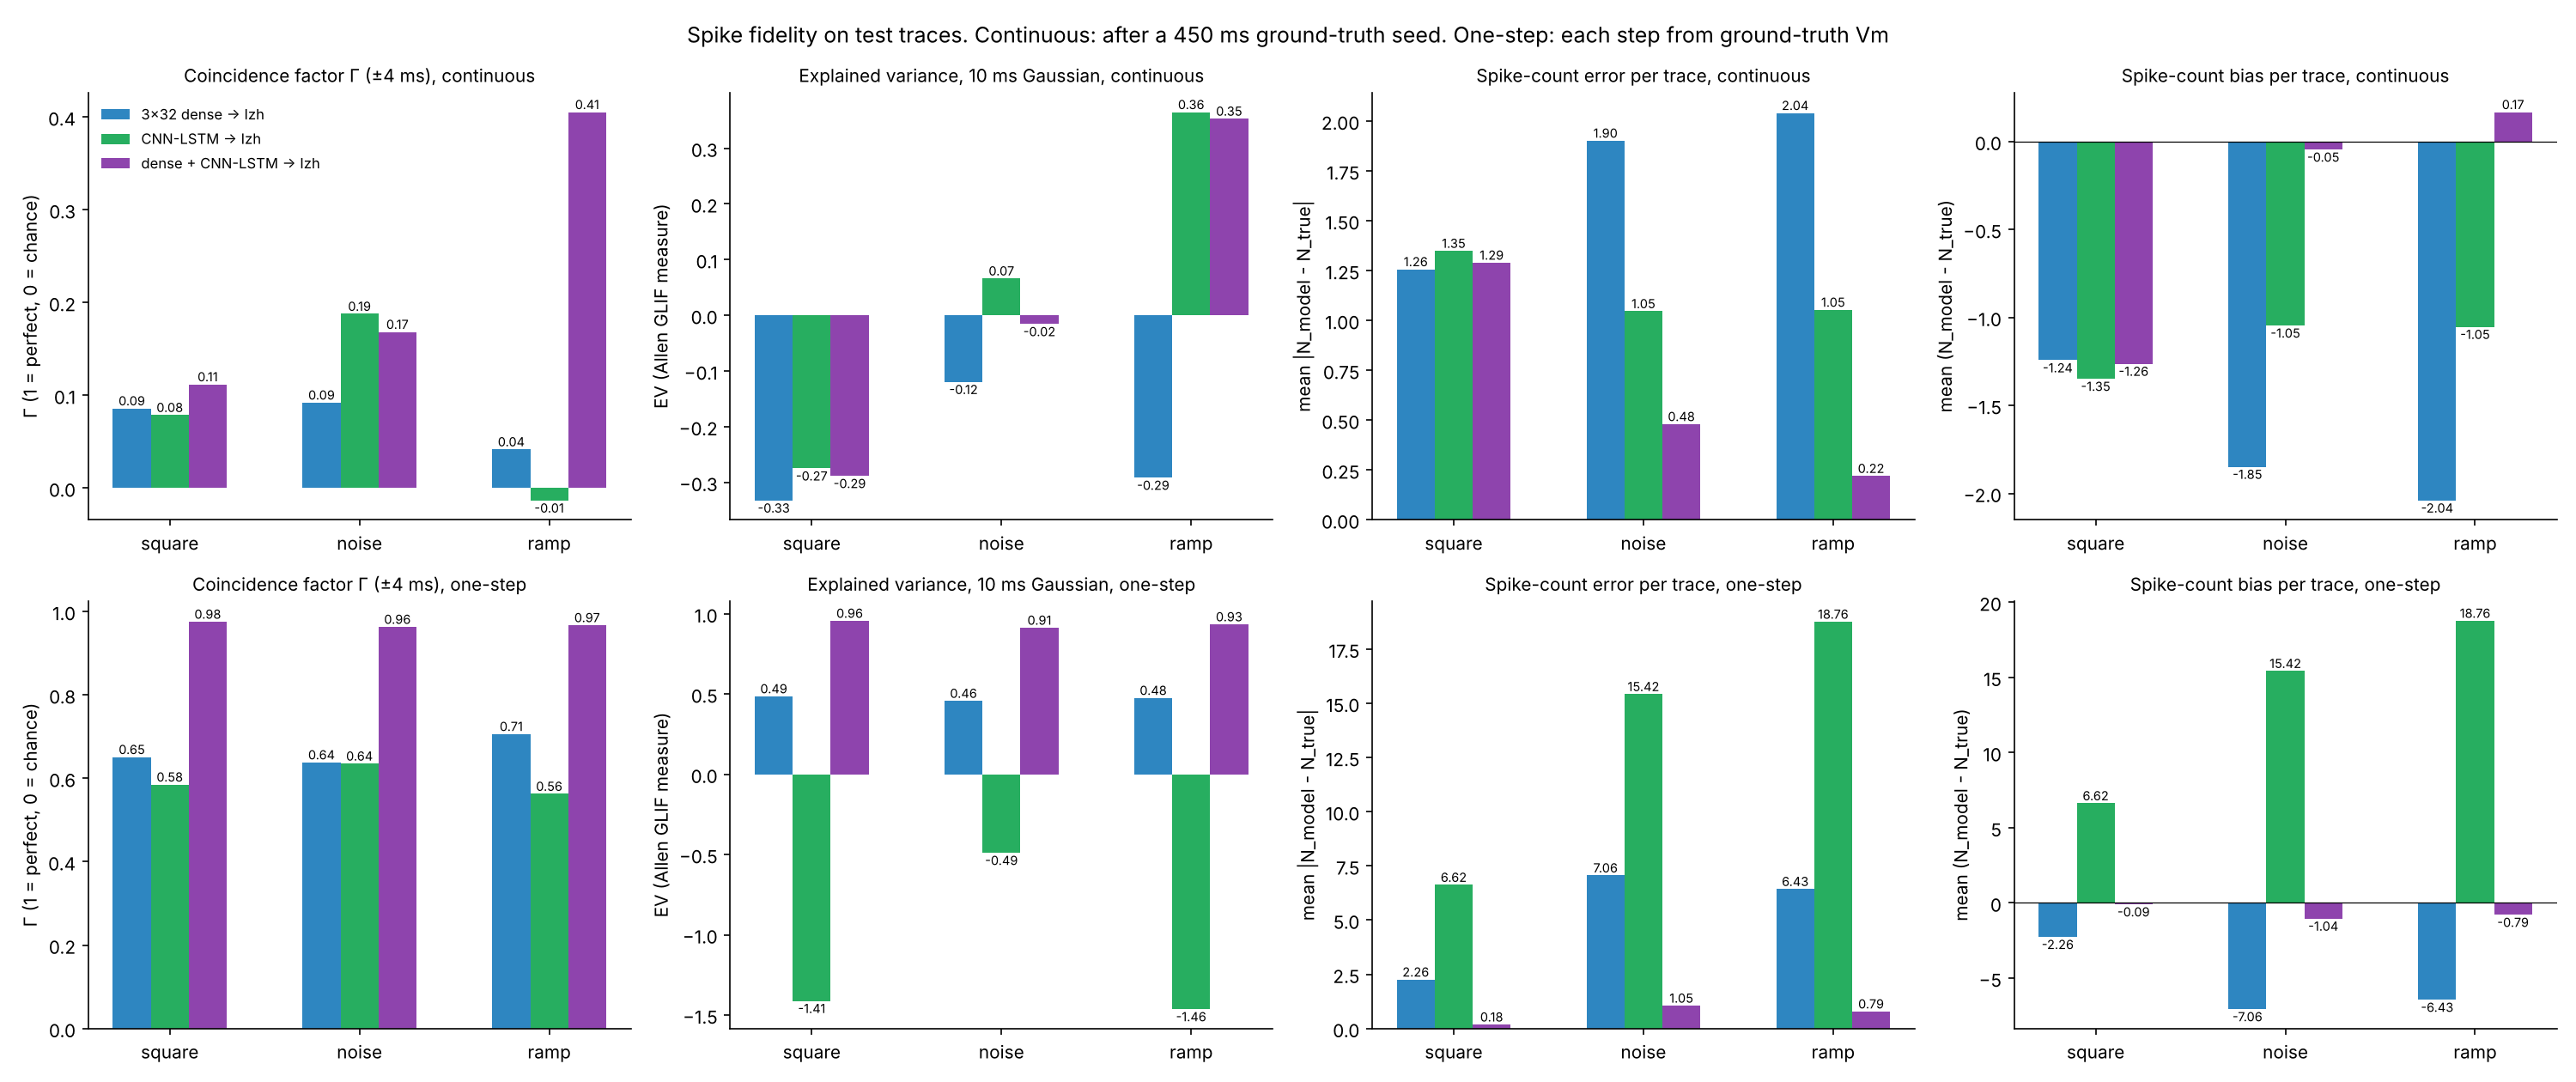 Spike fidelity on test traces. Continuous: after a 450 ms ground-truth seed. One-step: each step from ground-truth Vm
Coincidence factor Γ (±4 ms), continuous
Γ (1 = perfect, 0 = chance)
0.4
0.3
0.2
0.1
0.0
3×32 dense → Izh
CNN-LSTM → Izh
dense + CNN-LSTM → Izh
0.09
0.08
0.11
0.09
0.19
0.17
0.04
-0.01
0.41
square
noise
ramp
Explained variance, 10 ms Gaussian, continuous
EV (Allen GLIF measure)
0.3
0.2
0.1
0.0
−0.1
−0.2
−0.3
-0.33
-0.27
-0.29
-0.12
0.07
-0.02
-0.29
0.36
0.35
square
noise
ramp
Spike-count error per trace, continuous
mean |N_model - N_true|
2.00
1.75
1.50
1.25
1.00
0.75
0.50
0.25
0.00
1.26
1.35
1.29
1.90
1.05
0.48
2.04
1.05
0.22
square
noise
ramp
Spike-count bias per trace, continuous
mean (N_model - N_true)
0.0
−0.5
−1.0
−1.5
−2.0
-1.24
-1.35
-1.26
-1.85
-1.05
-0.05
-2.04
-1.05
0.17
square
noise
ramp
Coincidence factor Γ (±4 ms), one-step
Γ (1 = perfect, 0 = chance)
1.0
0.8
0.6
0.4
0.2
0.0
0.65
0.58
0.98
0.64
0.64
0.96
0.71
0.56
0.97
square
noise
ramp
Explained variance, 10 ms Gaussian, one-step
EV (Allen GLIF measure)
1.0
0.5
0.0
−0.5
−1.0
−1.5
0.49
-1.41
0.96
0.46
-0.49
0.91
0.48
-1.46
0.93
square
noise
ramp
Spike-count error per trace, one-step
mean |N_model - N_true|
17.5
15.0
12.5
10.0
7.5
5.0
2.5
0.0
2.26
6.62
0.18
7.06
15.42
1.05
6.43
18.76
0.79
square
noise
ramp
Spike-count bias per trace, one-step
mean (N_model - N_true)
20
15
10
5
0
−5
-2.26
6.62
-0.09
-7.06
15.42
-1.04
-6.43
18.76
-0.79
square
noise
ramp